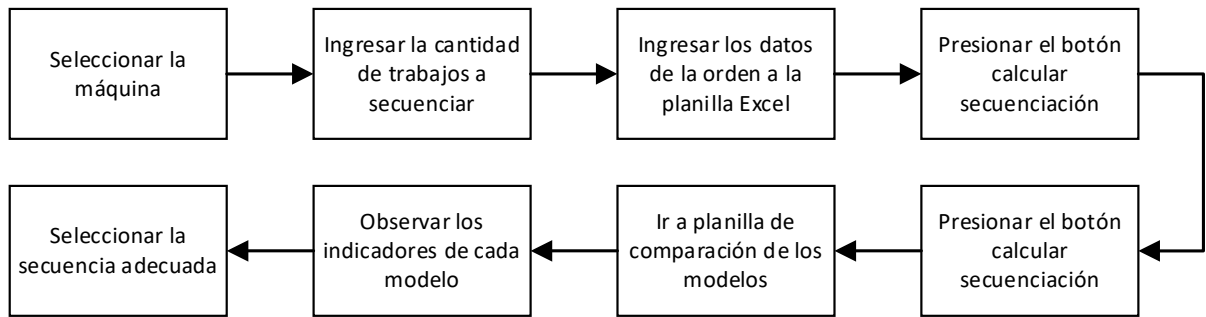 Seleccionar la
máquina
Ingresar la cantidad
de trabajos a
secuenciar
Ingresar los datos
de la orden a la
planilla Excel
Presionar el botón
calcular
secuenciación
Presionar el botón
calcular
secuenciación
Ir a planilla de
comparación de los
modelos
Observar los
indicadores de cada
modelo
Seleccionar la
secuencia adecuada